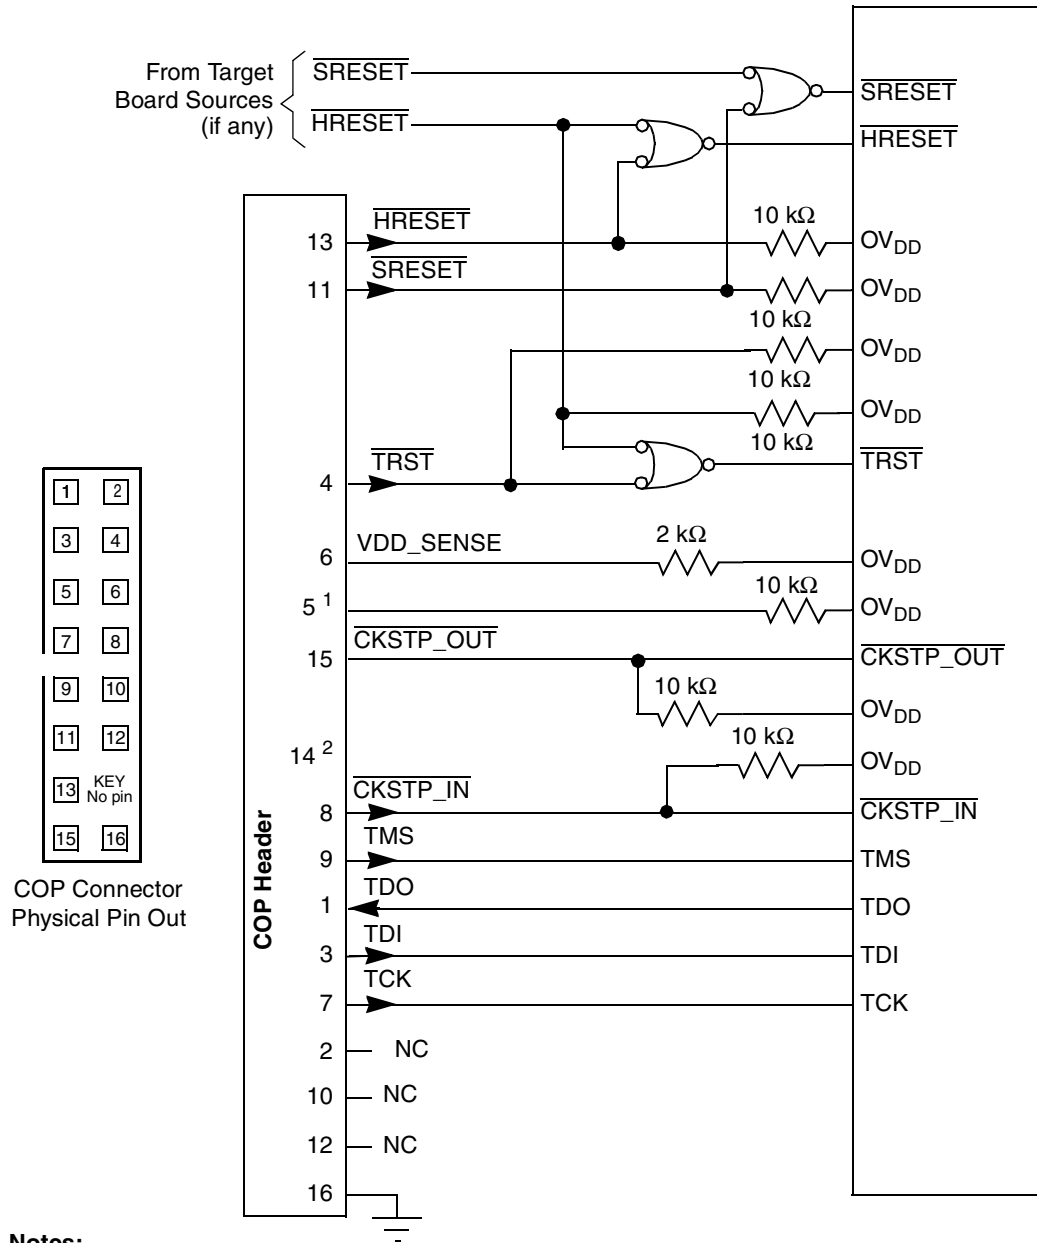 From Target
Board Sources
(if any)
SRESET
HRESET
SRESET
HRESET
13
HRESET
10 kΩ
OVDD
11
SRESET
OVDD
10 kΩ
OVDD
10 kΩ
OVDD
10 kΩ
4
TRST
TRST
6
VDD_SENSE
2 kΩ
OVDD
5 1
10 kΩ
OVDD
15
CKSTP_OUT
CKSTP_OUT
10 kΩ
OVDD
14 2
10 kΩ
OVDD
8
CKSTP_IN
CKSTP_IN
9
TMS
TMS
1
TDO
TDO
3
TDI
TDI
7
TCK
TCK
2
NC
10
NC
12
NC
16
COP Header
1 2
3 4
5 6
7 8
9 10
11 12
13 KEY
No pin
15 16
COP Connector
Physical Pin Out
Notes: